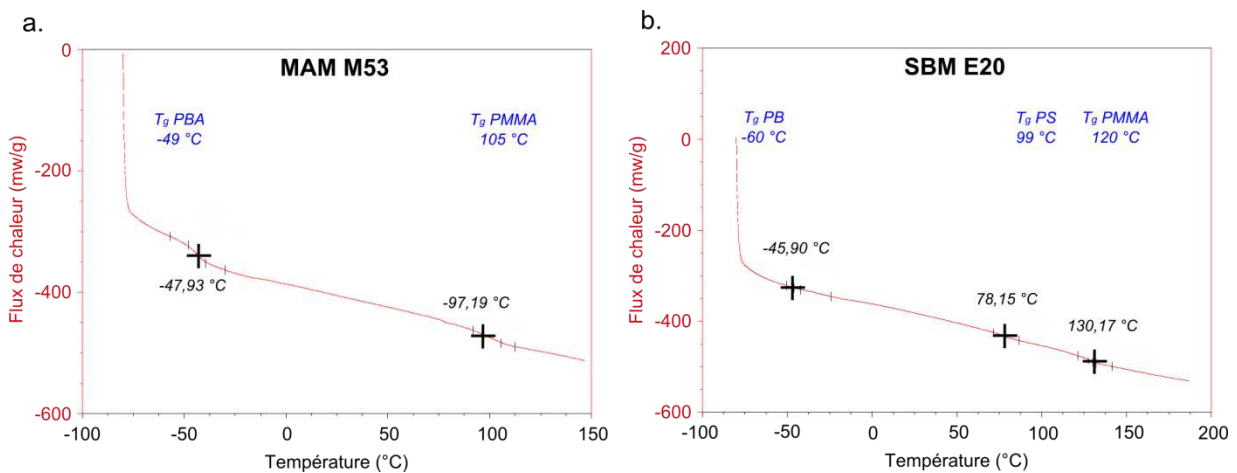 a.
MAM M53
Tg PBA
-49 °C
Tg PMMA
105 °C
-47,93 °C
-97,19 °C
0
-200
-400
-600
Flux de chaleur (mw/g)
-100
-50
0
50
100
150
Température (°C)
b.
SBM E20
Tg PB
-60 °C
Tg PS
99 °C
Tg PMMA
120 °C
-45,90 °C
78,15 °C
130,17 °C
200
0
-200
-400
-600
Flux de chaleur (mw/g)
-100
-50
0
50
100
150
200
Température (°C)